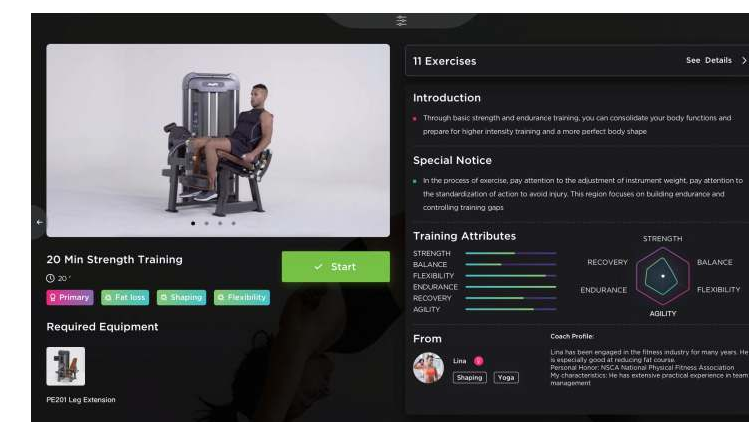 11 Exercises
See Details >
Introduction
Through basic strength and endurance training, you can consolidate your body functions and
prepare for higher intensity training and a more perfect body shape
Special Notice
In the process of exercise, pay attention to the adjustment of instrument weight, pay attention to
the standardization of action to avoid injury. This region focuses on building endurance and
controlling training gaps
20 Min Strength Training
20 '
Start
Primary
Fat loss
Shaping
Flexibility
Required Equipment
PE201 Leg Extension
Training Attributes
STRENGTH
BALANCE
FLEXIBILITY
ENDURANCE
RECOVERY
AGILITY
STRENGTH
RECOVERY
BALANCE
ENDURANCE
FLEXIBILITY
AGILITY
From
Lina
Shaping
Yoga
Coach Profile:
Lina has been engaged in the fitness industry for many years. He
is especially good at reducing fat course.
Personal Honor: NSCA National Physical Fitness Association
My characteristics: He has extensive practical experience in team
management